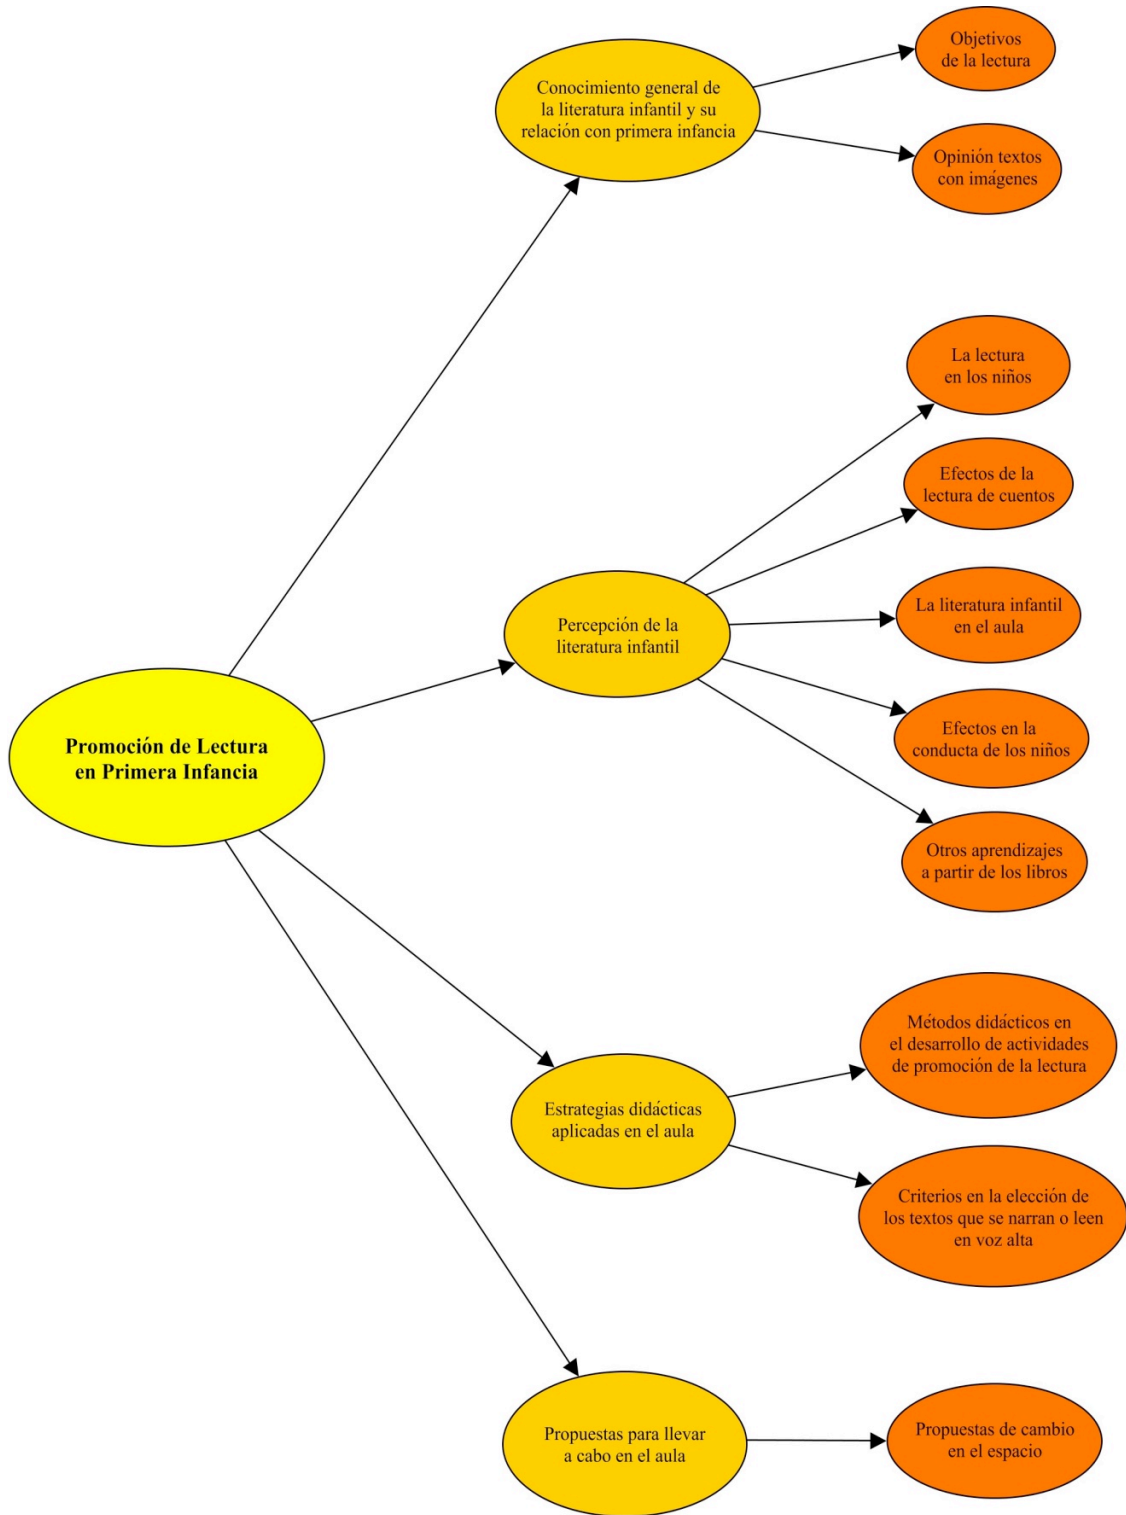 Objetivos
de la lectura
Conocimiento general de
la literatura infantil y su
relación con primera infancia
Opinión textos
con imágenes
La lectura
en los niños
Efectos de la
lectura de cuentos
La literatura infantil
en el aula
Percepción de la
literatura infantil
Efectos en la
conducta de los niños
Promoción de Lectura
en Primera Infancia
Otros aprendizajes
a partir de los libros
Métodos didácticos en
el desarrollo de actividades
de promoción de la lectura
Estrategias didácticas
aplicadas en el aula
Criterios en la elección de
los textos que se narran o leen
en voz alta
Propuestas para llevar
a cabo en el aula
Propuestas de cambio
en el espacio